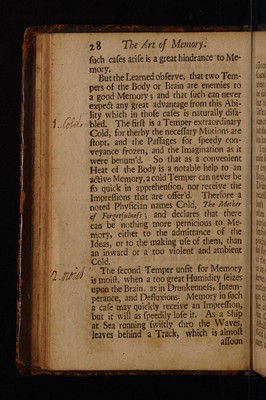 28 The Art of Memory.
ſuch caſes ariſe is a great hindrance to Me-
mory.
But the Learned obſerve, that two Tem-
pers of the Body or Brain are enemies to
a good Memory; and that ſuch can never
expect any great advantage from this Abi-
lity which in thoſe caſes is naturally diſa-
1. Cold. bled. The firſt is a Temper extraordinary
Cold, for therby the neceſſary Motions are
ſtopt, and the Paſſages for ſpeedy con-
veyance frozen, and the Imagination as it
were benum'd. So that as a convenient
Heat of the Body is a notable help to an
active Memory, a cold Temper can never be
ſo quick in apprehenſion, nor receive the
Impreſſions that are offer'd. Therfore a
noted Phyſician names Cold, The Mother
of Forgetfulneſs; and declares that there
can be nothing more pernicious to Me-
mory, either to the admittance of the
Ideas, or to the making uſe of them, than
an inward or a too violent and ambient
Cold.
The ſecond Temper unfit for Memory
2. moiſt is moiſt, when a too great Humidity ſeizes
upon the Brain, as in Drunkenneſs, Intem-
perance, and Defluxions. Memory in ſuch
a caſe may quickly receive an Impreſſion,
but it will as ſpeedily loſe it. As a Ship
at Sea running ſwiftly thro the Waves,
leaves behind a Track, which is almoſt
aſſoon